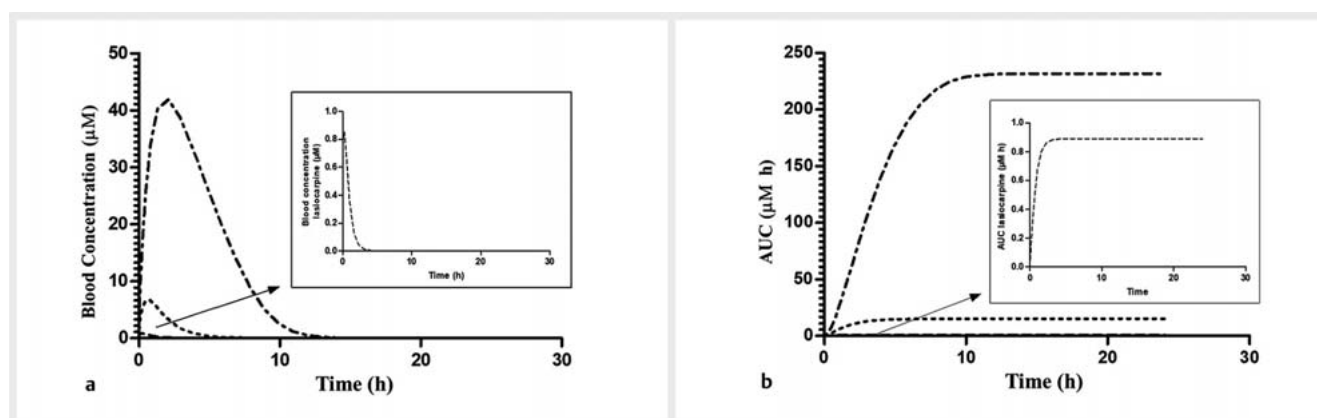 50
40
30
20
10
0
Blood Concentration (µM)
0 10 20 30
Time (h)
a
1.0
0.8
0.6
0.4
0.2
0.0
Blood concentration
lasiocarpine (µM)
0 10 20 30
Time (h)
250
200
150
100
50
0
AUC (µM h)
0 10 20 30
Time (h)
b
1.0
0.8
0.6
0.4
0.2
0.0
AUC lasiocarpine (µM h)
0 10 20 30
Time